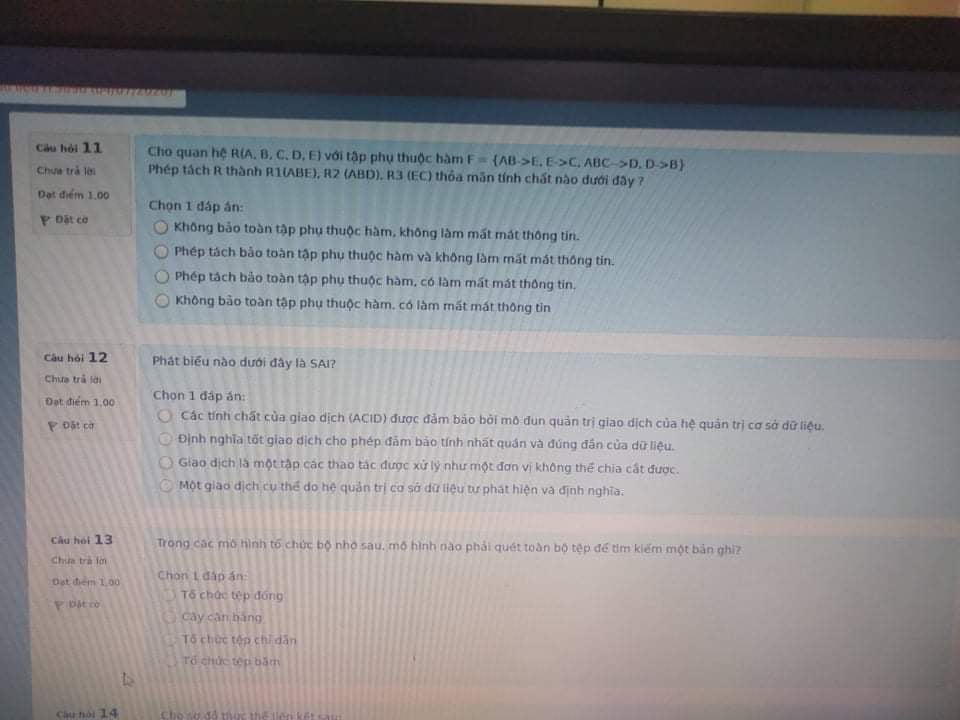 Câu hỏi 11
Chưa trả lời
Đạt điểm 1,00
Đặt cờ
Cho quan hệ R(A, B, C, D, E) với tập phụ thuộc hàm F = {AB->E, E->C, ABC-->D, D->B}
Phép tách R thành R1(ABE), R2 (ABD), R3 (EC) thỏa mãn tính chất nào dưới đây ?
Chọn 1 đáp án:
Không bảo toàn tập phụ thuộc hàm, không làm mất mát thông tin.
Phép tách bảo toàn tập phụ thuộc hàm và không làm mất mát thông tin.
Phép tách bảo toàn tập phụ thuộc hàm, có làm mất mát thông tin.
Không bảo toàn tập phụ thuộc hàm, có làm mất mát thông tin
Câu hỏi 12
Chưa trả lời
Đạt điểm 1,00
Đặt cờ
Phát biểu nào dưới đây là SAI?
Chọn 1 đáp án:
Các tính chất của giao dịch (ACID) được đảm bảo bởi mô đun quản trị giao dịch của hệ quản trị cơ sở dữ liệu.
Định nghĩa tốt giao dịch cho phép đảm bảo tính nhất quán và đúng đắn của dữ liệu.
Giao dịch là một tập các thao tác được xử lý như một đơn vị không thể chia cắt được.
Một giao dịch cụ thể do hệ quản trị cơ sở dữ liệu tự phát hiện và định nghĩa.
Câu hỏi 13
Chưa trả lời
Đạt điểm 1,00
Đặt cờ
Trong các mô hình tổ chức bộ nhớ sau, mô hình nào phải quét toàn bộ tệp để tìm kiếm một bản ghi?
Chọn 1 đáp án:
Tổ chức tệp đống
Cây cân bằng
Tổ chức tệp chỉ dẫn
Tổ chức tệp băm
Câu hỏi 14
Cho sơ đồ thực thể liên kết sau: